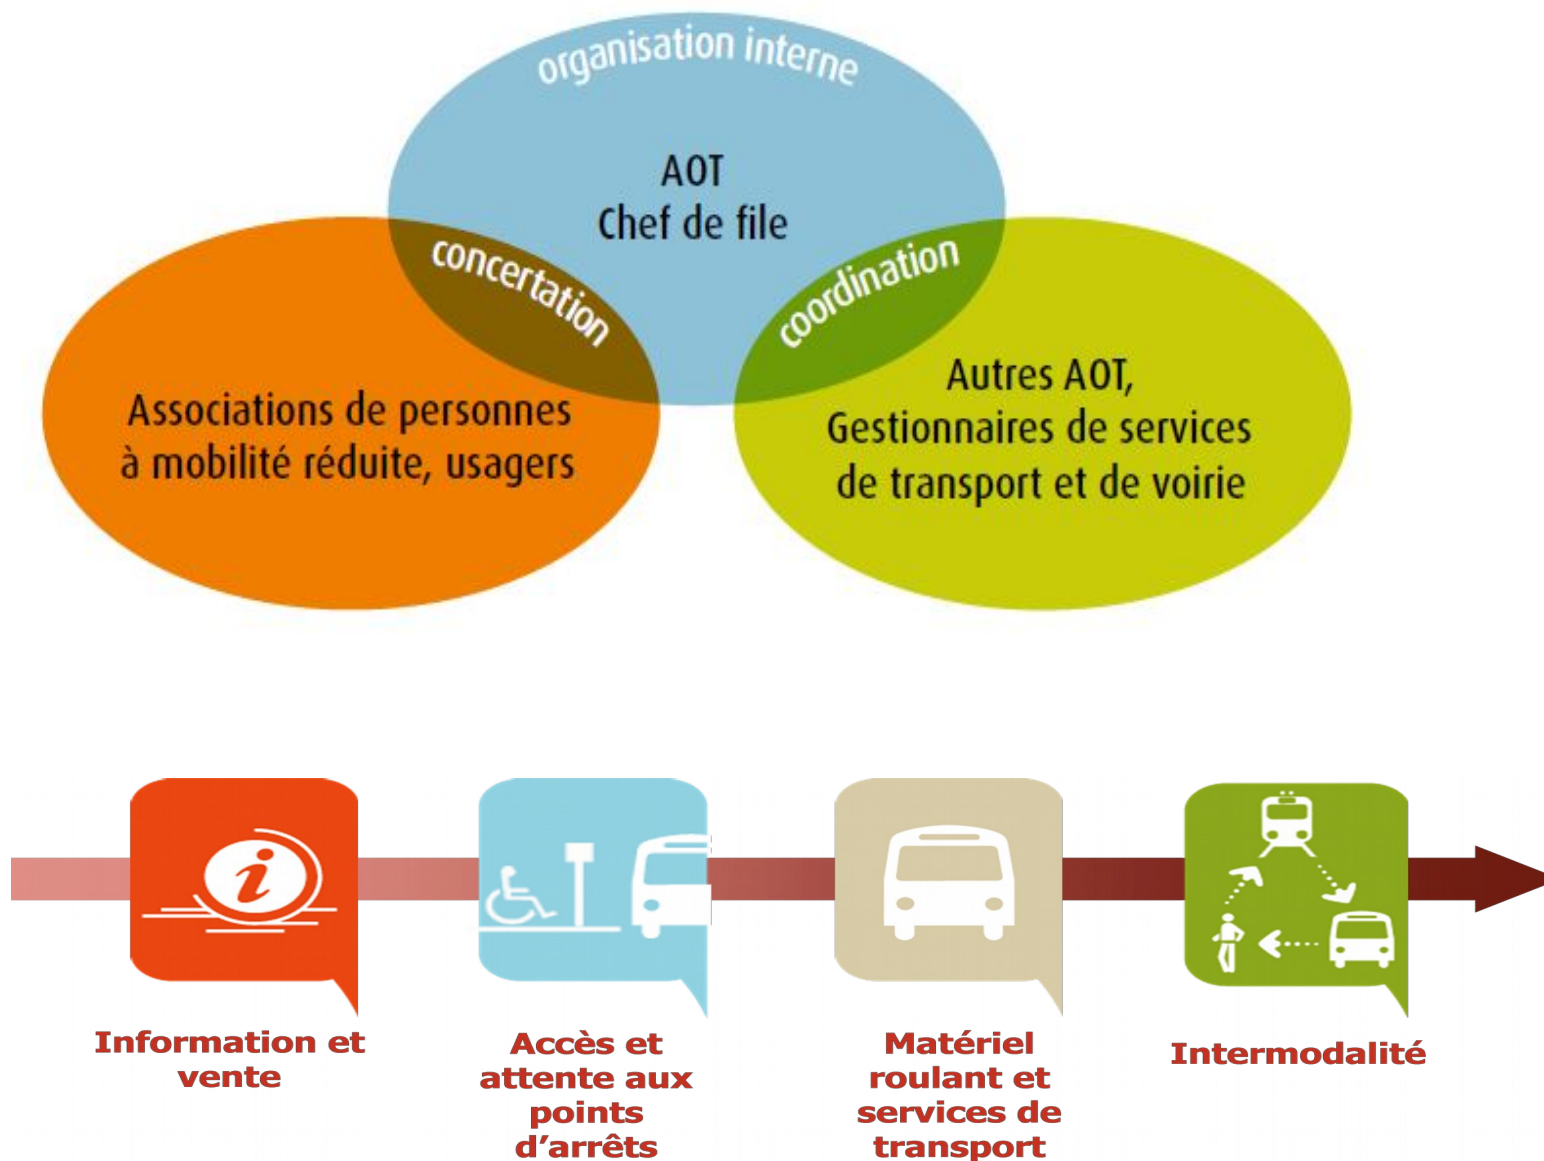 organisation interne
AOT
Chef de file
concertation
coordination
Associations de personnes
à mobilité réduite, usagers
Autres AOT,
Gestionnaires de services
de transport et de voirie
i
Information et
vente
Accès et
attente aux
points
d’arrêts
Matériel
roulant et
services de
transport
Intermodalité